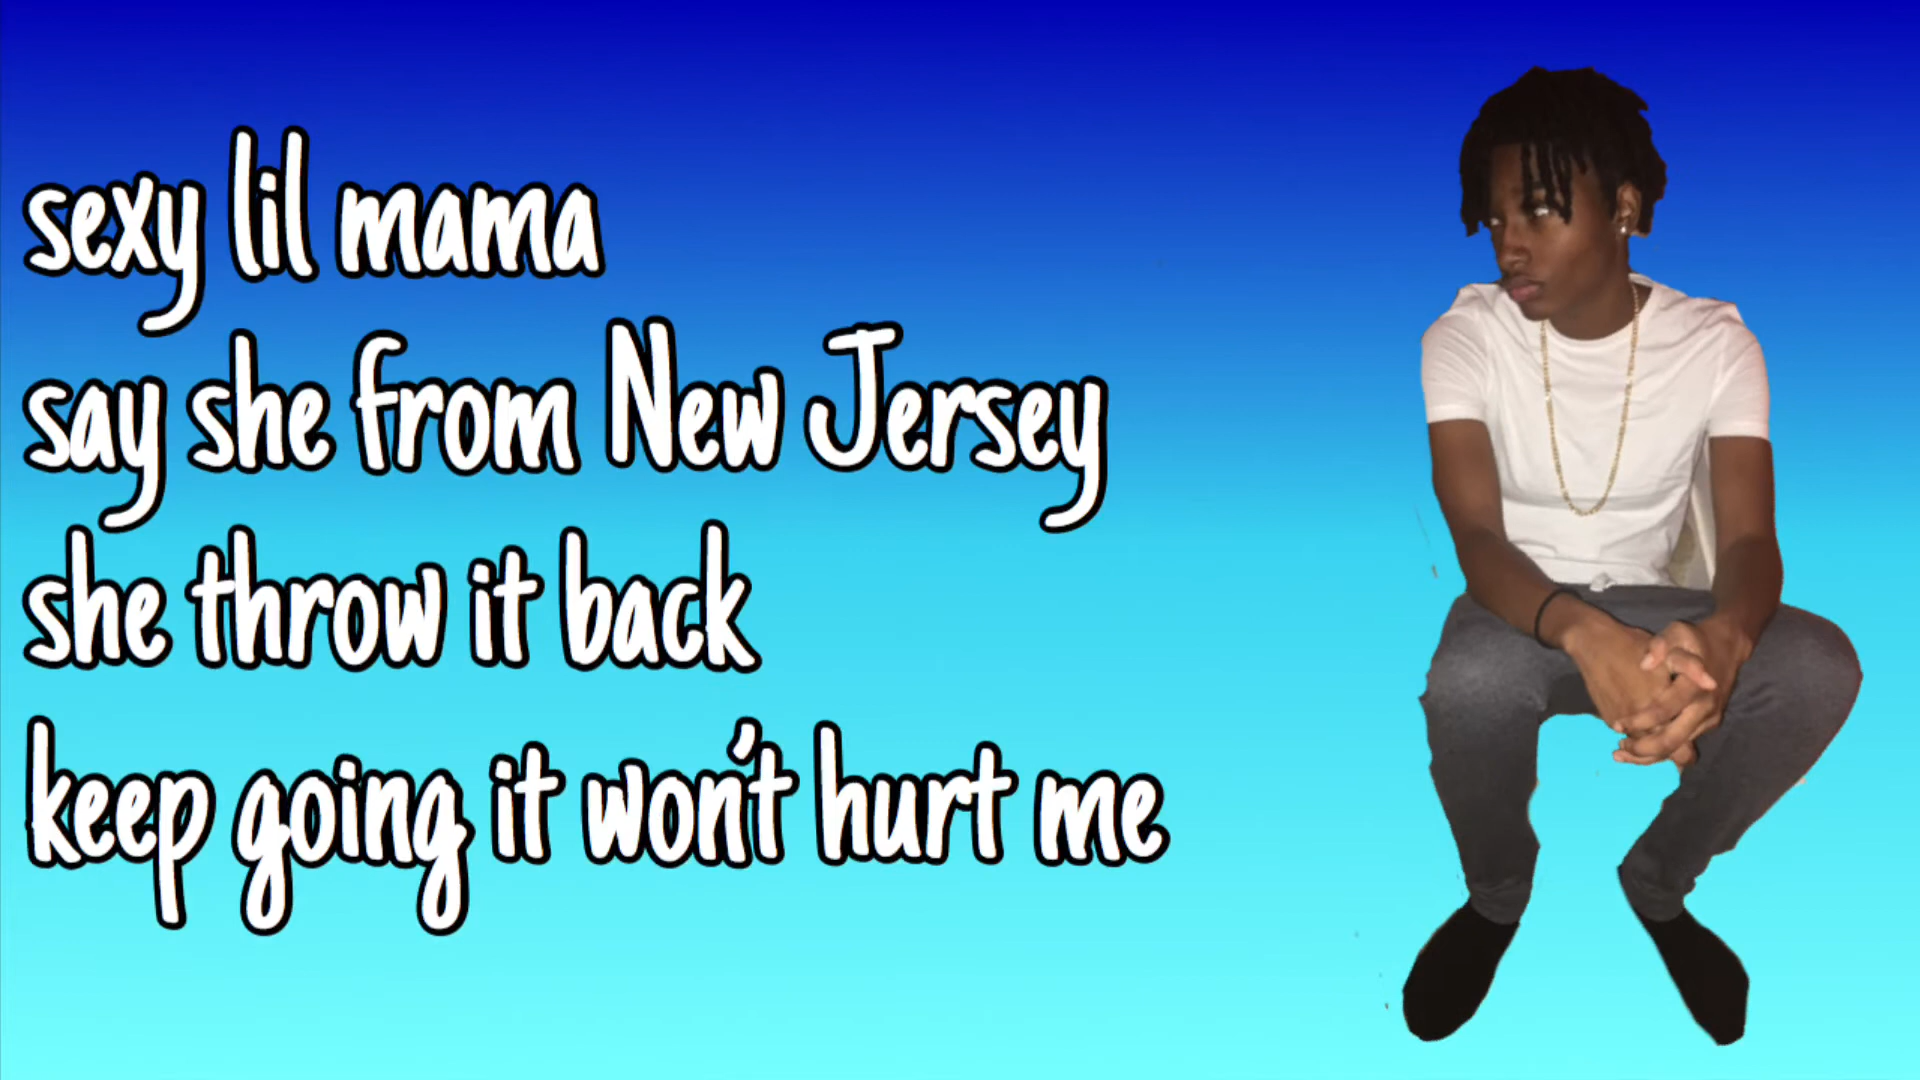 sexy lil mama
say she from New Jersey
she throw it back
keep going it won't hurt me